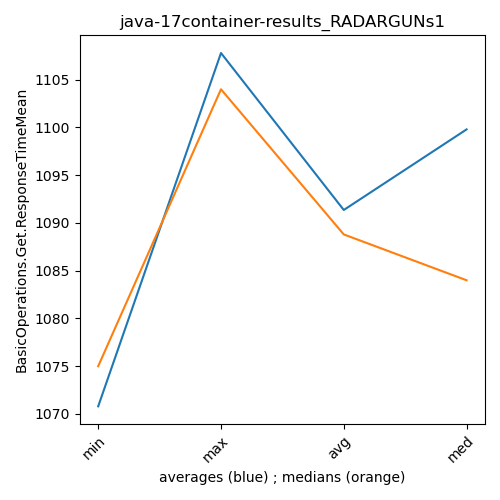 java-17container-results_RADARGUNs1
BasicOperations.Get.ResponseTimeMean
1105
1100
1095
1090
1085
1080
1075
1070
min
max
avg
med
averages (blue) ; medians (orange)